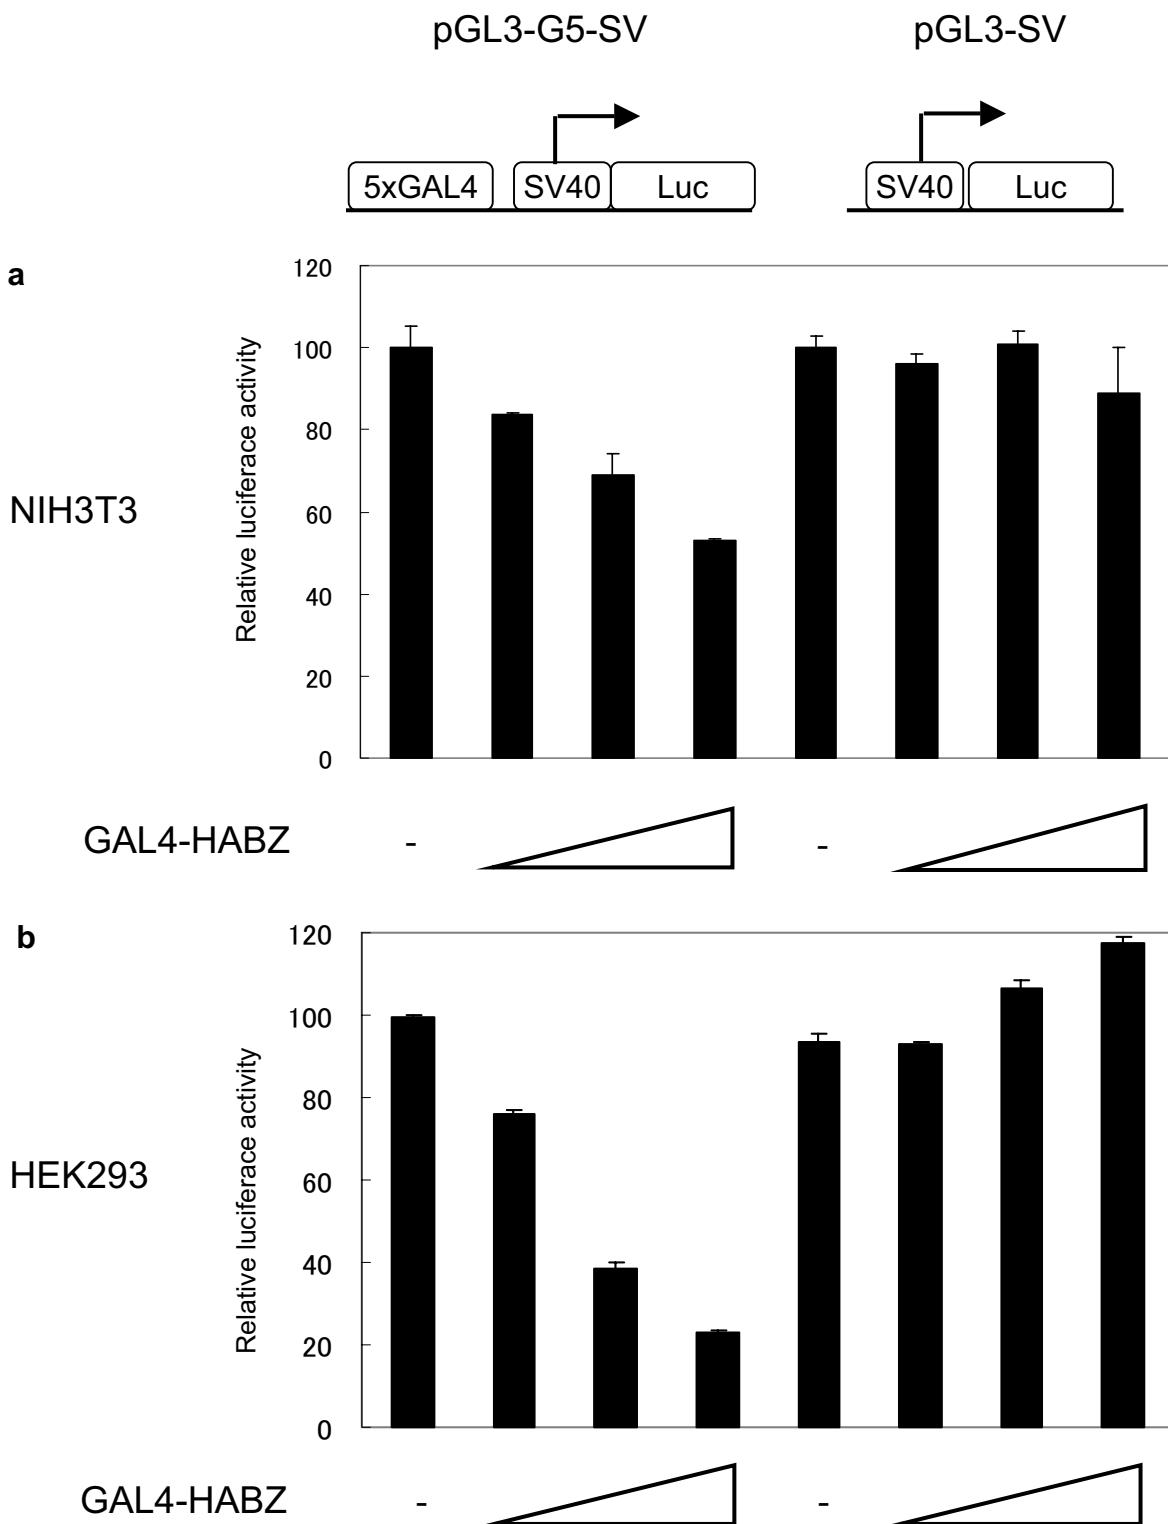 pGL3-G5-SV pGL3-SV
5xGAL4 SV40 Luc SV40 Luc
a
120
100
80
60
40
20
0
Relative luciferace activity
NIH3T3
GAL4-HABZ - -
b
120
100
80
60
40
20
0
Relative luciferace activity
HEK293
GAL4-HABZ - -